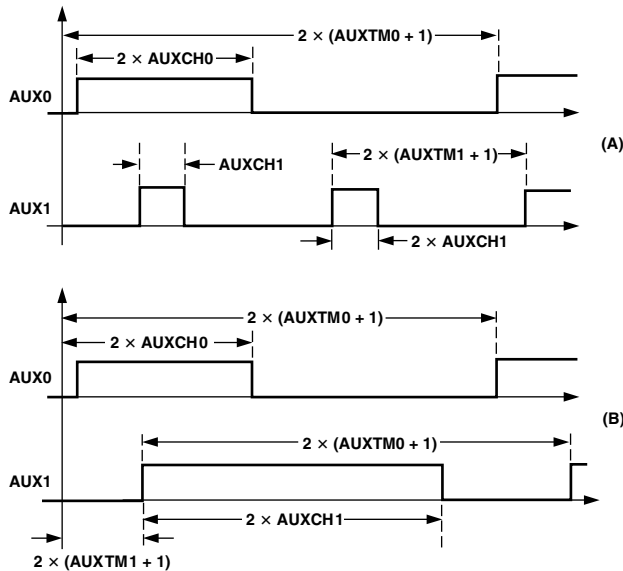 2 × (AUXTM0 + 1)
2 × AUXCH0
AUX0
(A)
AUXCH1
2 × (AUXTM1 + 1)
AUX1
2 × AUXCH1
2 × (AUXTM0 + 1)
2 × AUXCH0
AUX0
(B)
2 × (AUXTM0 + 1)
AUX1
2 × AUXCH1
2 × (AUXTM1 + 1)